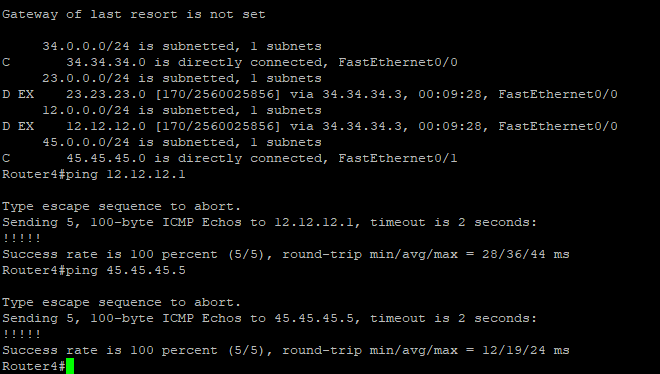 Gateway of last resort is not set
34.0.0.0/24 is subnetted, 1 subnets
C 34.34.34.0 is directly connected, FastEthernet0/0
23.0.0.0/24 is subnetted, 1 subnets
D EX 23.23.23.0 [170/2560025856] via 34.34.34.3, 00:09:28, FastEthernet0/0
12.0.0.0/24 is subnetted, 1 subnets
D EX 12.12.12.0 [170/2560025856] via 34.34.34.3, 00:09:28, FastEthernet0/0
45.0.0.0/24 is subnetted, 1 subnets
C 45.45.45.0 is directly connected, FastEthernet0/1
Router4#ping 12.12.12.1
Type escape sequence to abort.
Sending 5, 100-byte ICMP Echos to 12.12.12.1, timeout is 2 seconds:
!!!!!
Success rate is 100 percent (5/5), round-trip min/avg/max = 28/36/44 ms
Router4#ping 45.45.45.5
Type escape sequence to abort.
Sending 5, 100-byte ICMP Echos to 45.45.45.5, timeout is 2 seconds:
!!!!!
Success rate is 100 percent (5/5), round-trip min/avg/max = 12/19/24 ms
Router4#